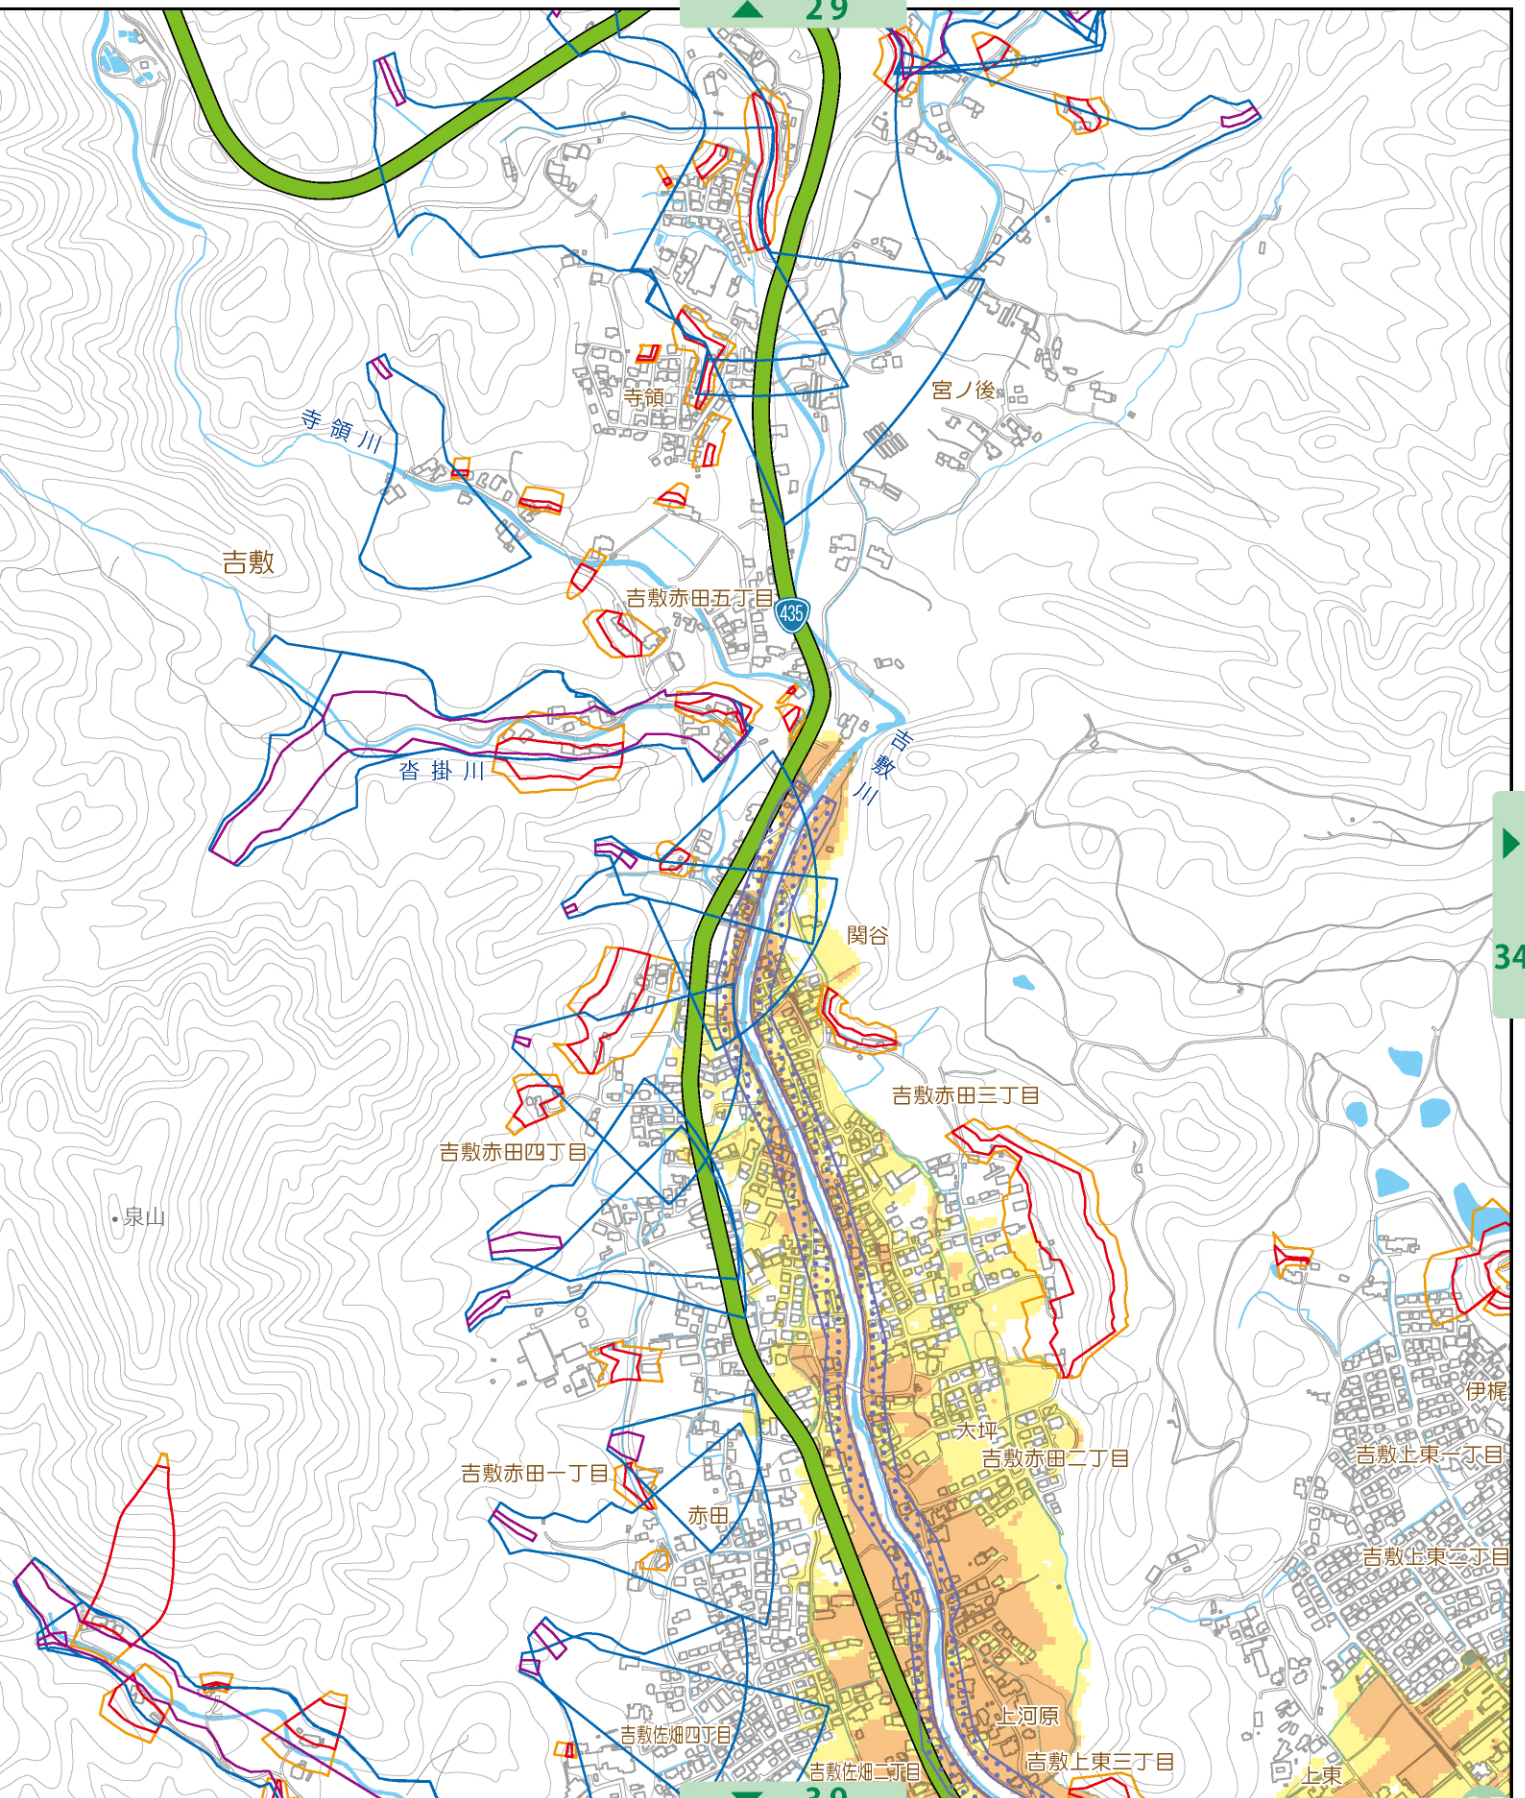 29
寺領
宮ノ後
寺領川
吉敷
吉敷赤田五丁目
435
吉敷川
沓掛川
関谷
34
吉敷赤田三丁目
吉敷赤田四丁目
泉山
伊梶
大坪
吉敷上東一丁目
吉敷赤田二丁目
吉敷赤田一丁目
赤田
吉敷上東二丁目
上河原
吉敷佐畑四丁目
吉敷上東三丁目
吉敷佐畑二丁目
上東
39